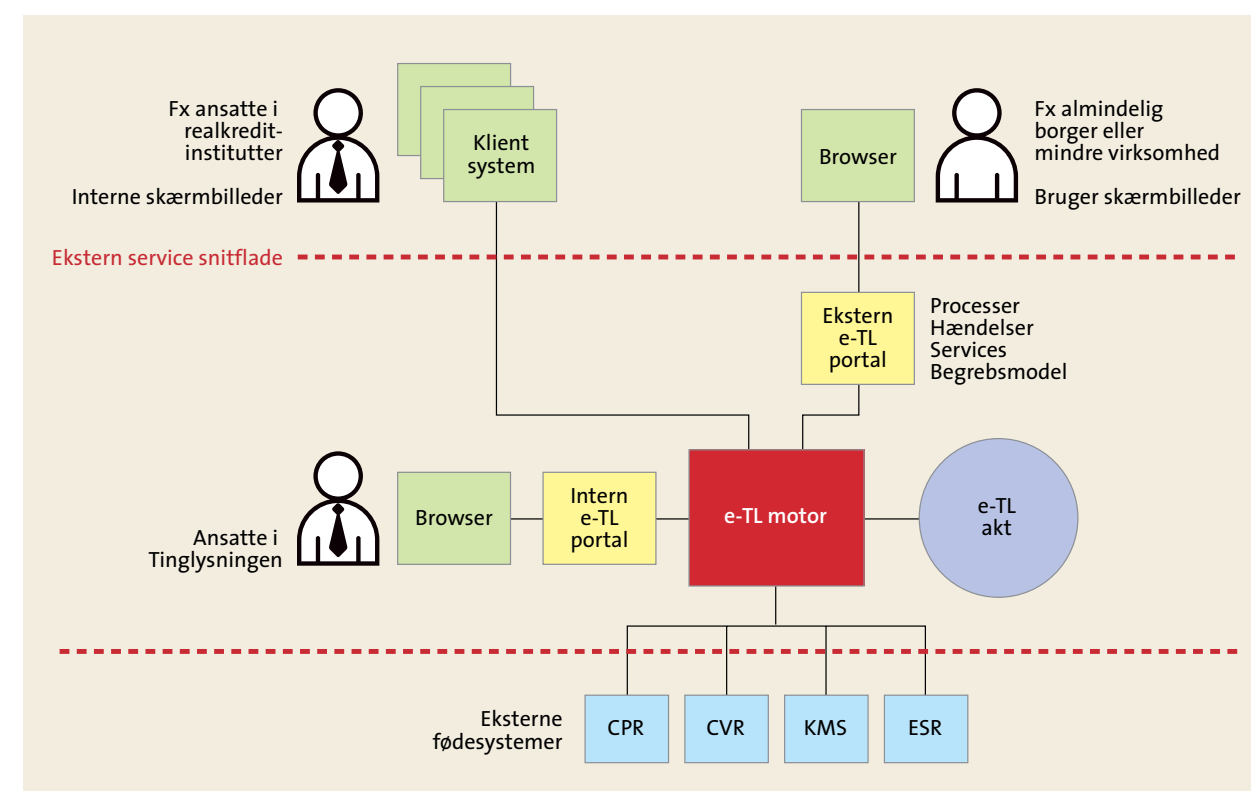 Fx ansatte i
realkredit-
institutter
Interne skærmbilleder
Klient
system
Browser
Fx almindelig
borger eller
mindre virksomhed
Bruger skærmbilleder
Ekstern service snitflade
Ekstern
e-TL
portal
Processer
Hændelser
Services
Begrebsmodel
Ansatte i
Tinglysningen
Browser
Intern
e-TL
portal
e-TL motor
e-TL
akt
Eksterne
fødesystemer
CPR
CVR
KMS
ESR